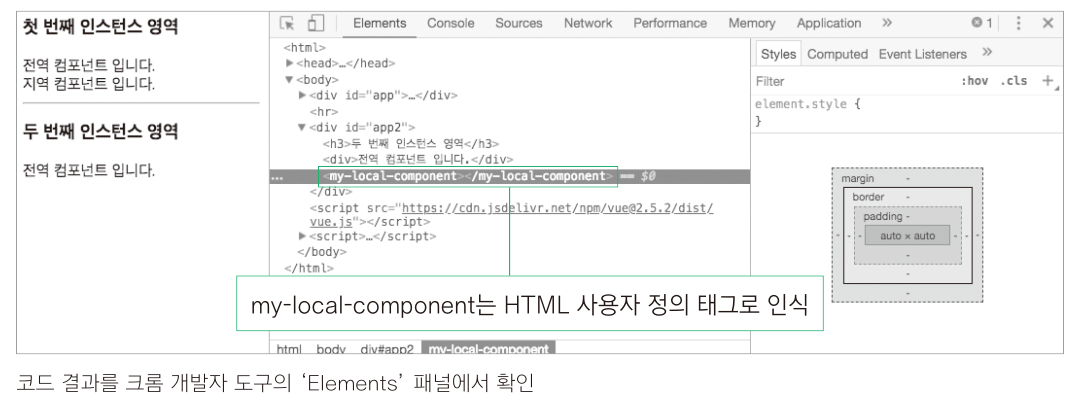 첫 번째 인스턴스 영역
전역 컴포넌트 입니다.
지역 컴포넌트 입니다.
두 번째 인스턴스 영역
전역 컴포넌트 입니다.
Elements Console Sources Network Performance Memory Application » 1
<html>
<head>…</head>
<body>
<div id="app">…</div>
<hr>
<div id="app2">
<h3>두 번째 인스턴스 영역</h3>
<div>전역 컴포넌트 입니다.</div>
… <my-local-component></my-local-component> == $0
</div>
<script src="https://cdn.jsdelivr.net/npm/vue@2.5.2/dist/
vue.js"></script>
<script>…</script>
</body>
</html>
html body div#app2 my-local-component
Styles Computed Event Listeners »
Filter :hov .cls +
element.style {
}
margin -
border -
padding -
- - - auto × auto - - -
-
-
-
my-local-component는 HTML 사용자 정의 태그로 인식
코드 결과를 크롬 개발자 도구의 ‘Elements’ 패널에서 확인